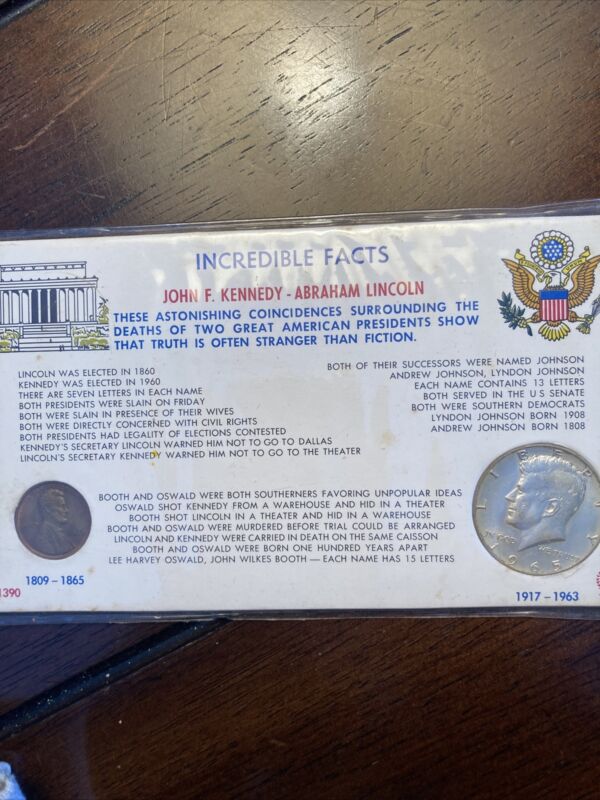 INCREDIBLE FACTS
JOHN F. KENNEDY - ABRAHAM LINCOLN
THESE ASTONISHING COINCIDENCES SURROUNDING THE
DEATHS OF TWO GREAT AMERICAN PRESIDENTS SHOW
THAT TRUTH IS OFTEN STRANGER THAN FICTION.
LINCOLN WAS ELECTED IN 1860
KENNEDY WAS ELECTED IN 1960
THERE ARE SEVEN LETTERS IN EACH NAME
BOTH PRESIDENTS WERE SLAIN ON FRIDAY
BOTH WERE SLAIN IN PRESENCE OF THEIR WIVES
BOTH WERE DIRECTLY CONCERNED WITH CIVIL RIGHTS
BOTH PRESIDENTS HAD LEGALITY OF ELECTIONS CONTESTED
KENNEDY'S SECRETARY LINCOLN WARNED HIM NOT TO GO TO DALLAS
LINCOLN'S SECRETARY KENNEDY WARNED HIM NOT TO GO TO THE THEATER
BOTH OF THEIR SUCCESSORS WERE NAMED JOHNSON
ANDREW JOHNSON, LYNDON JOHNSON
EACH NAME CONTAINS 13 LETTERS
BOTH SERVED IN THE U S SENATE
BOTH WERE SOUTHERN DEMOCRATS
LYNDON JOHNSON BORN 1908
ANDREW JOHNSON BORN 1808
BOOTH AND OSWALD WERE BOTH SOUTHERNERS FAVORING UNPOPULAR IDEAS
OSWALD SHOT KENNEDY FROM A WAREHOUSE AND HID IN A THEATER
BOOTH SHOT LINCOLN IN A THEATER AND HID IN A WAREHOUSE
BOOTH AND OSWALD WERE MURDERED BEFORE TRIAL COULD BE ARRANGED
LINCOLN AND KENNEDY WERE CARRIED IN DEATH ON THE SAME CAISSON
BOOTH AND OSWALD WERE BORN ONE HUNDRED YEARS APART
LEE HARVEY OSWALD, JOHN WILKES BOOTH — EACH NAME HAS 15 LETTERS
LIBERTY
IN GOD WE TRUST
1965
1809 - 1865
1390
1917 - 1963